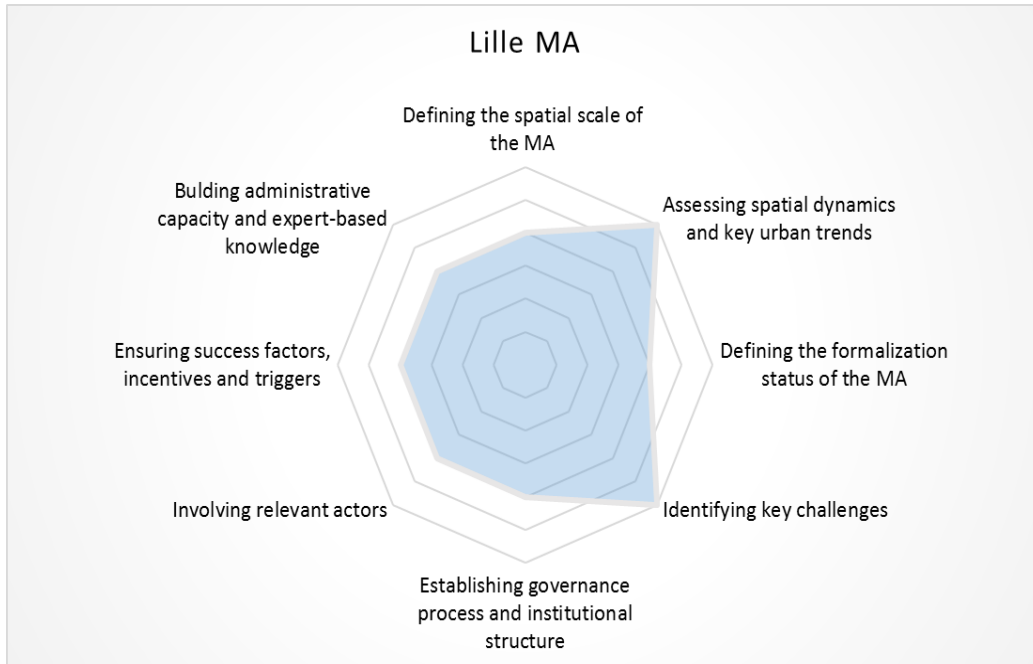 Lille MA
Defining the spatial scale of
the MA
Assessing spatial dynamics
and key urban trends
Defining the formalization
status of the MA
Identifying key challenges
Establishing governance
process and institutional
structure
Involving relevant actors
Ensuring success factors,
incentives and triggers
Bulding administrative
capacity and expert-based
knowledge